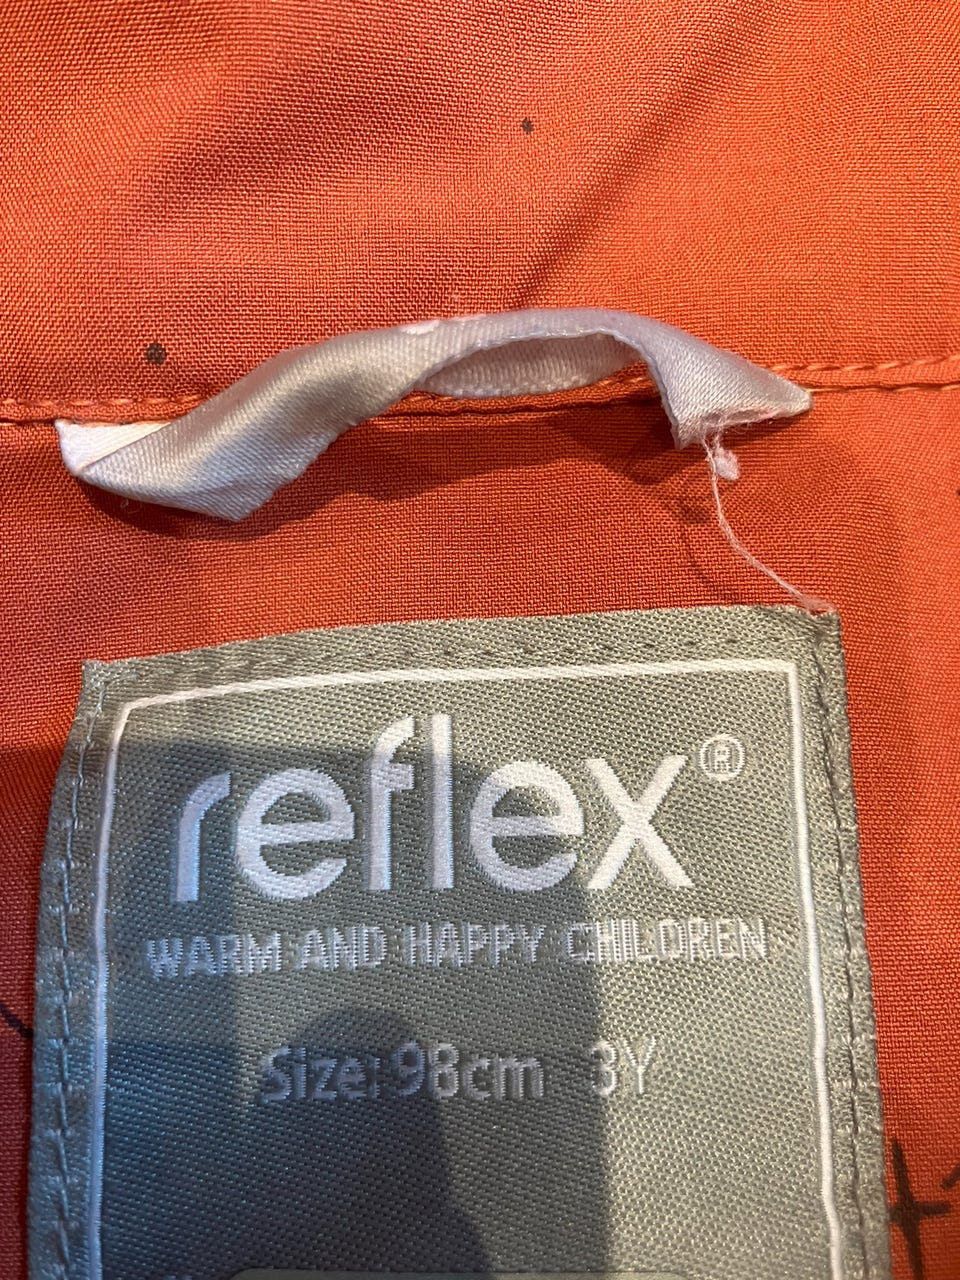 reflex®
WARM AND HAPPY CHILDREN
Size:98cm 3Y